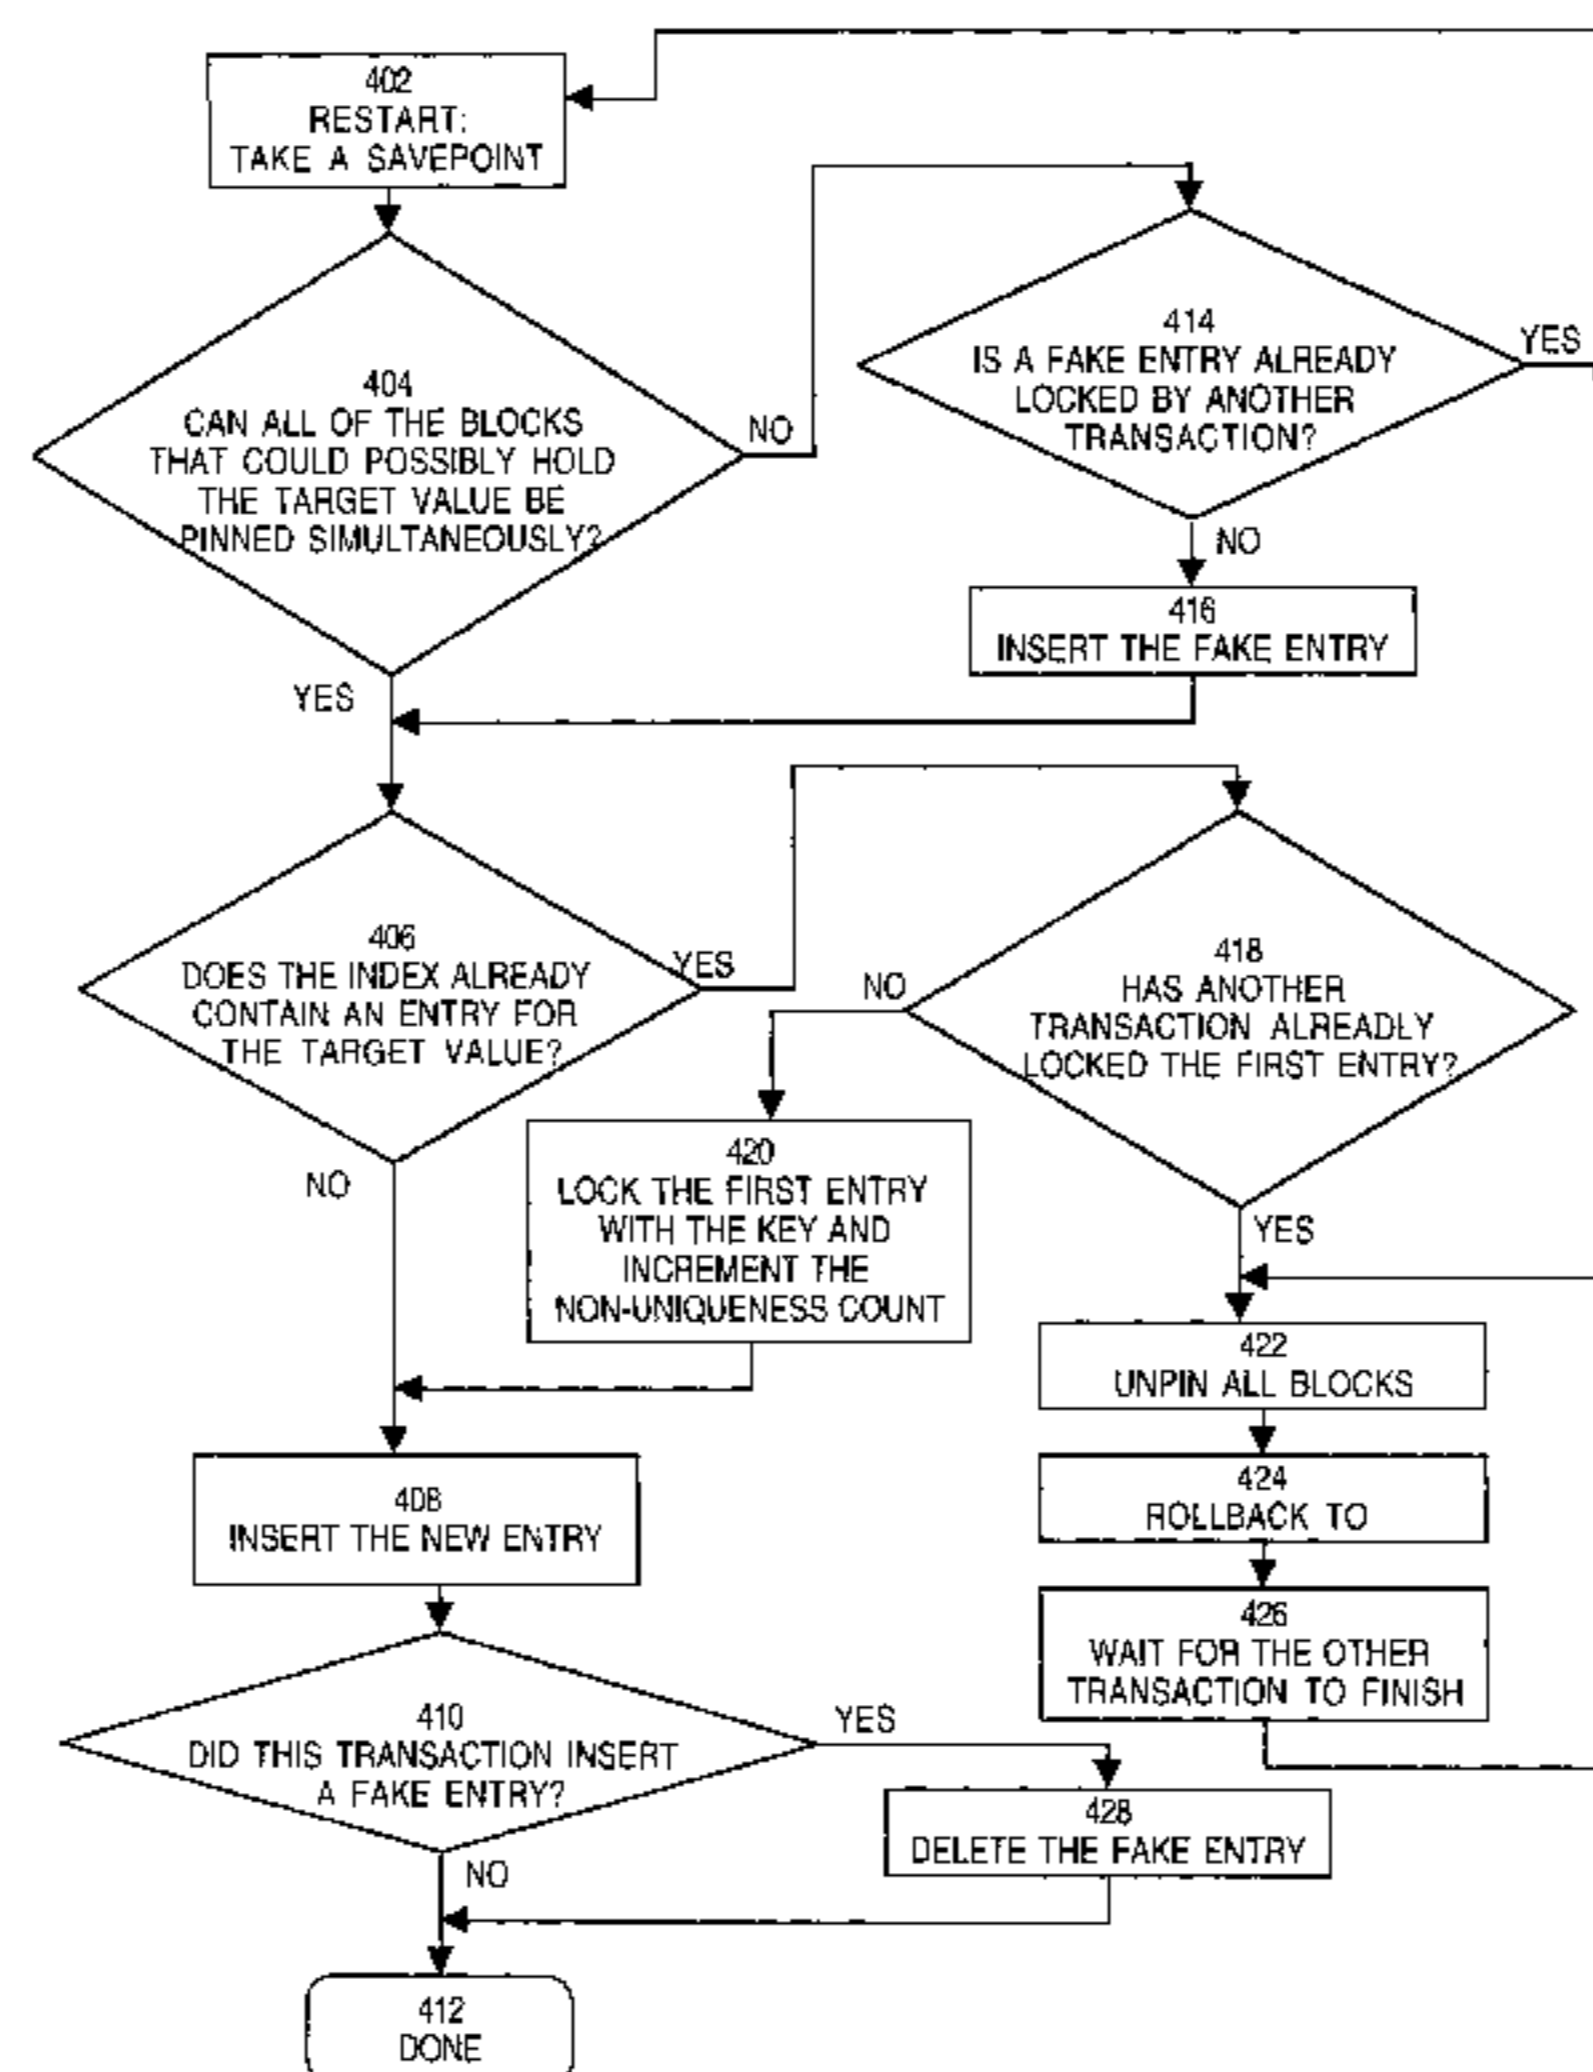 402
RESTART:
TAKE A SAVEPOINT
404
CAN ALL OF THE BLOCKS
THAT COULD POSSIBLY HOLD
THE TARGET VALUE BE
PINNED SIMULTANEOUSLY?
NO
YES
414
IS A FAKE ENTRY ALREADY
LOCKED BY ANOTHER
TRANSACTION?
YES
NO
416
INSERT THE FAKE ENTRY
406
DOES THE INDEX ALREADY
CONTAIN AN ENTRY FOR
THE TARGET VALUE?
YES
NO
418
HAS ANOTHER
TRANSACTION ALREADLY
LOCKED THE FIRST ENTRY?
NO
YES
420
LOCK THE FIRST ENTRY
WITH THE KEY AND
INCREMENT THE
NON-UNIQUENESS COUNT
422
UNPIN ALL BLOCKS
424
ROLLBACK TO
426
WAIT FOR THE OTHER
TRANSACTION TO FINISH
408
INSERT THE NEW ENTRY
410
DID THIS TRANSACTION INSERT
A FAKE ENTRY?
YES
NO
428
DELETE THE FAKE ENTRY
412
DONE